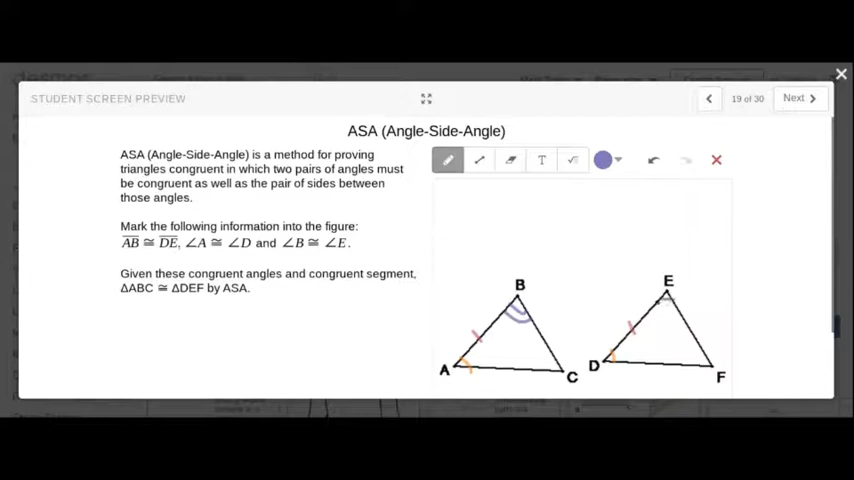 STUDENT SCREEN PREVIEW
19 of 30
Next
ASA (Angle-Side-Angle)
ASA (Angle-Side-Angle) is a method for proving
triangles congruent in which two pairs of angles must
be congruent as well as the pair of sides between
those angles.
Mark the following information into the figure:
AB ≅ DE, ∠A ≅ ∠D and ∠B ≅ ∠E.
Given these congruent angles and congruent segment,
ΔABC ≅ ΔDEF by ASA.
T
√
B
E
A
C
D
F